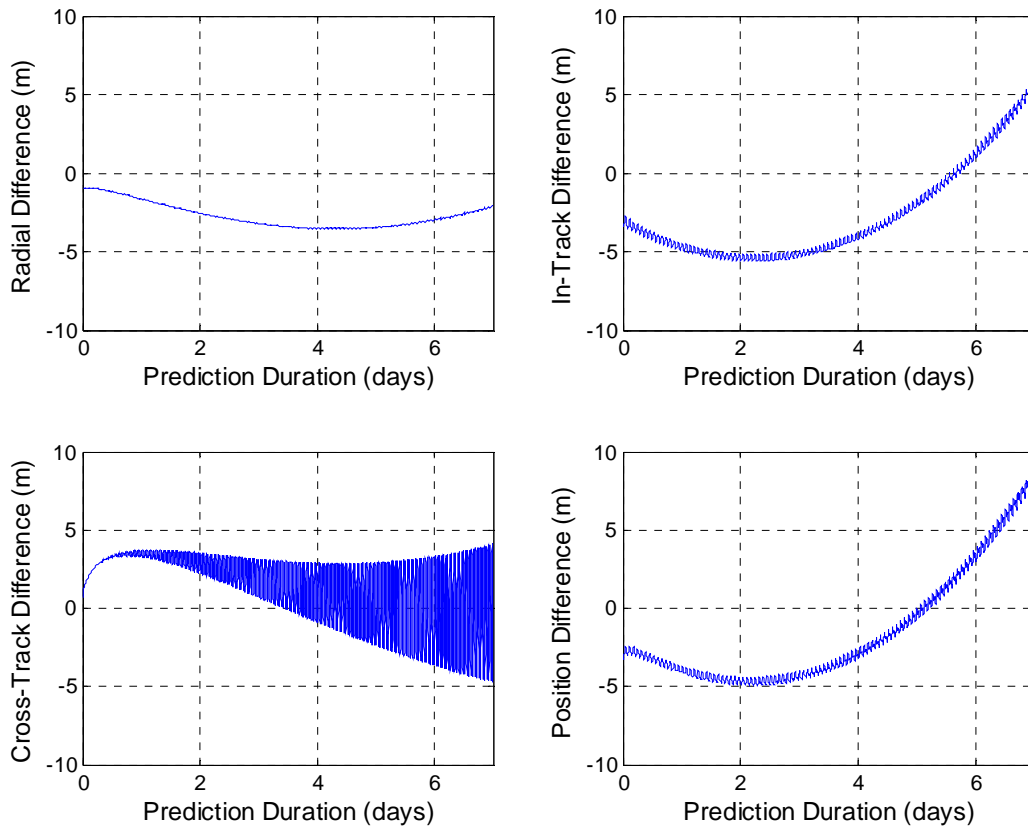 10
5
0
-5
-10
Radial Difference (m)
0 2 4 6
Prediction Duration (days)
10
5
0
-5
-10
In-Track Difference (m)
0 2 4 6
Prediction Duration (days)
10
5
0
-5
-10
Cross-Track Difference (m)
0 2 4 6
Prediction Duration (days)
10
5
0
-5
-10
Position Difference (m)
0 2 4 6
Prediction Duration (days)